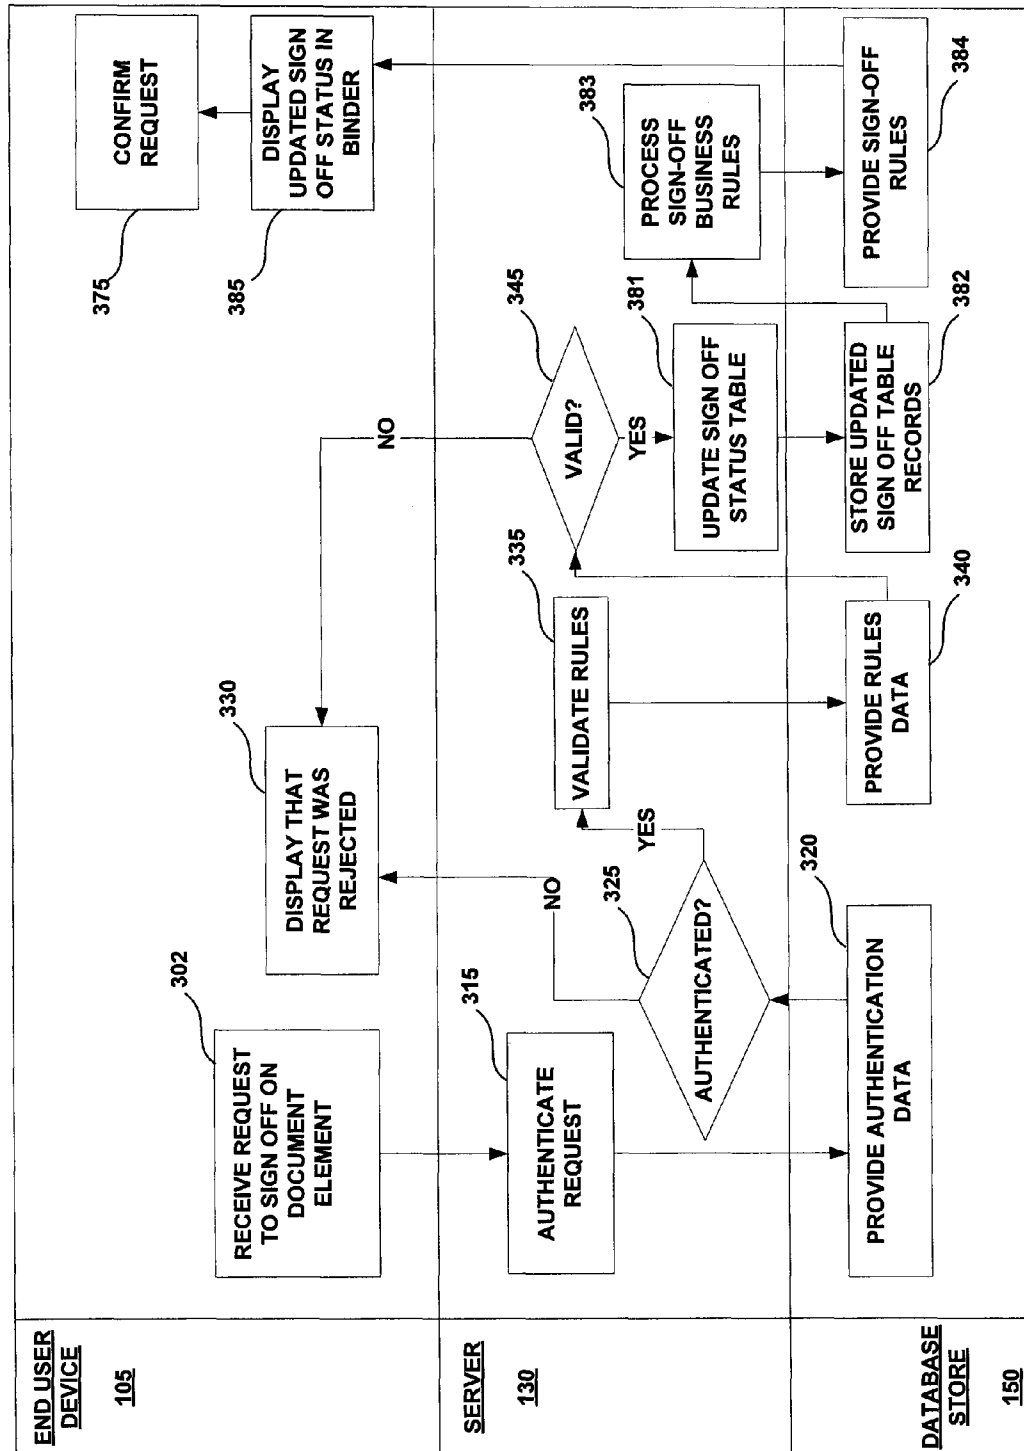 END USER
DEVICE
105
RECEIVE REQUEST
TO SIGN OFF ON
DOCUMENT
ELEMENT
302
DISPLAY THAT
REQUEST WAS
REJECTED
330
CONFIRM
REQUEST
375
DISPLAY
UPDATED SIGN
OFF STATUS IN
BINDER
385
SERVER
130
AUTHENTICATE
REQUEST
315
AUTHENTICATED?
325
NO
YES
VALIDATE RULES
335
VALID?
345
NO
YES
UPDATE SIGN OFF
STATUS TABLE
381
PROCESS
SIGN-OFF
BUSINESS
RULES
383
DATABASE
STORE
150
PROVIDE AUTHENTICATION
DATA
320
PROVIDE RULES
DATA
340
STORE UPDATED
SIGN OFF TABLE
RECORDS
382
PROVIDE SIGN-OFF
RULES
384